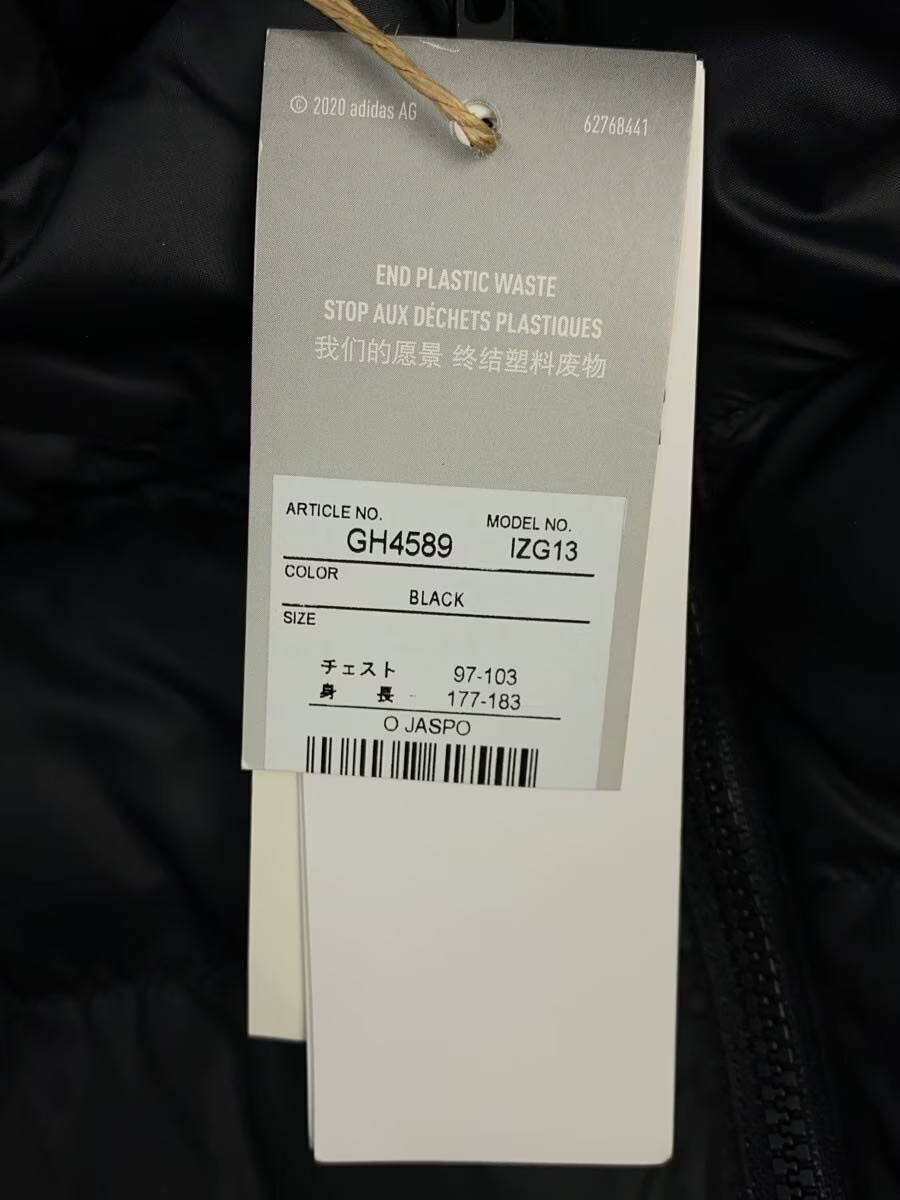 © 2020 adidas AG
62768441
END PLASTIC WASTE
STOP AUX DÉCHETS PLASTIQUES
我们的愿景 终结塑料废物
ARTICLE NO. MODEL NO.
GH4589 IZG13
COLOR
BLACK
SIZE
チェスト 97-103
身長 177-183
O JASPO